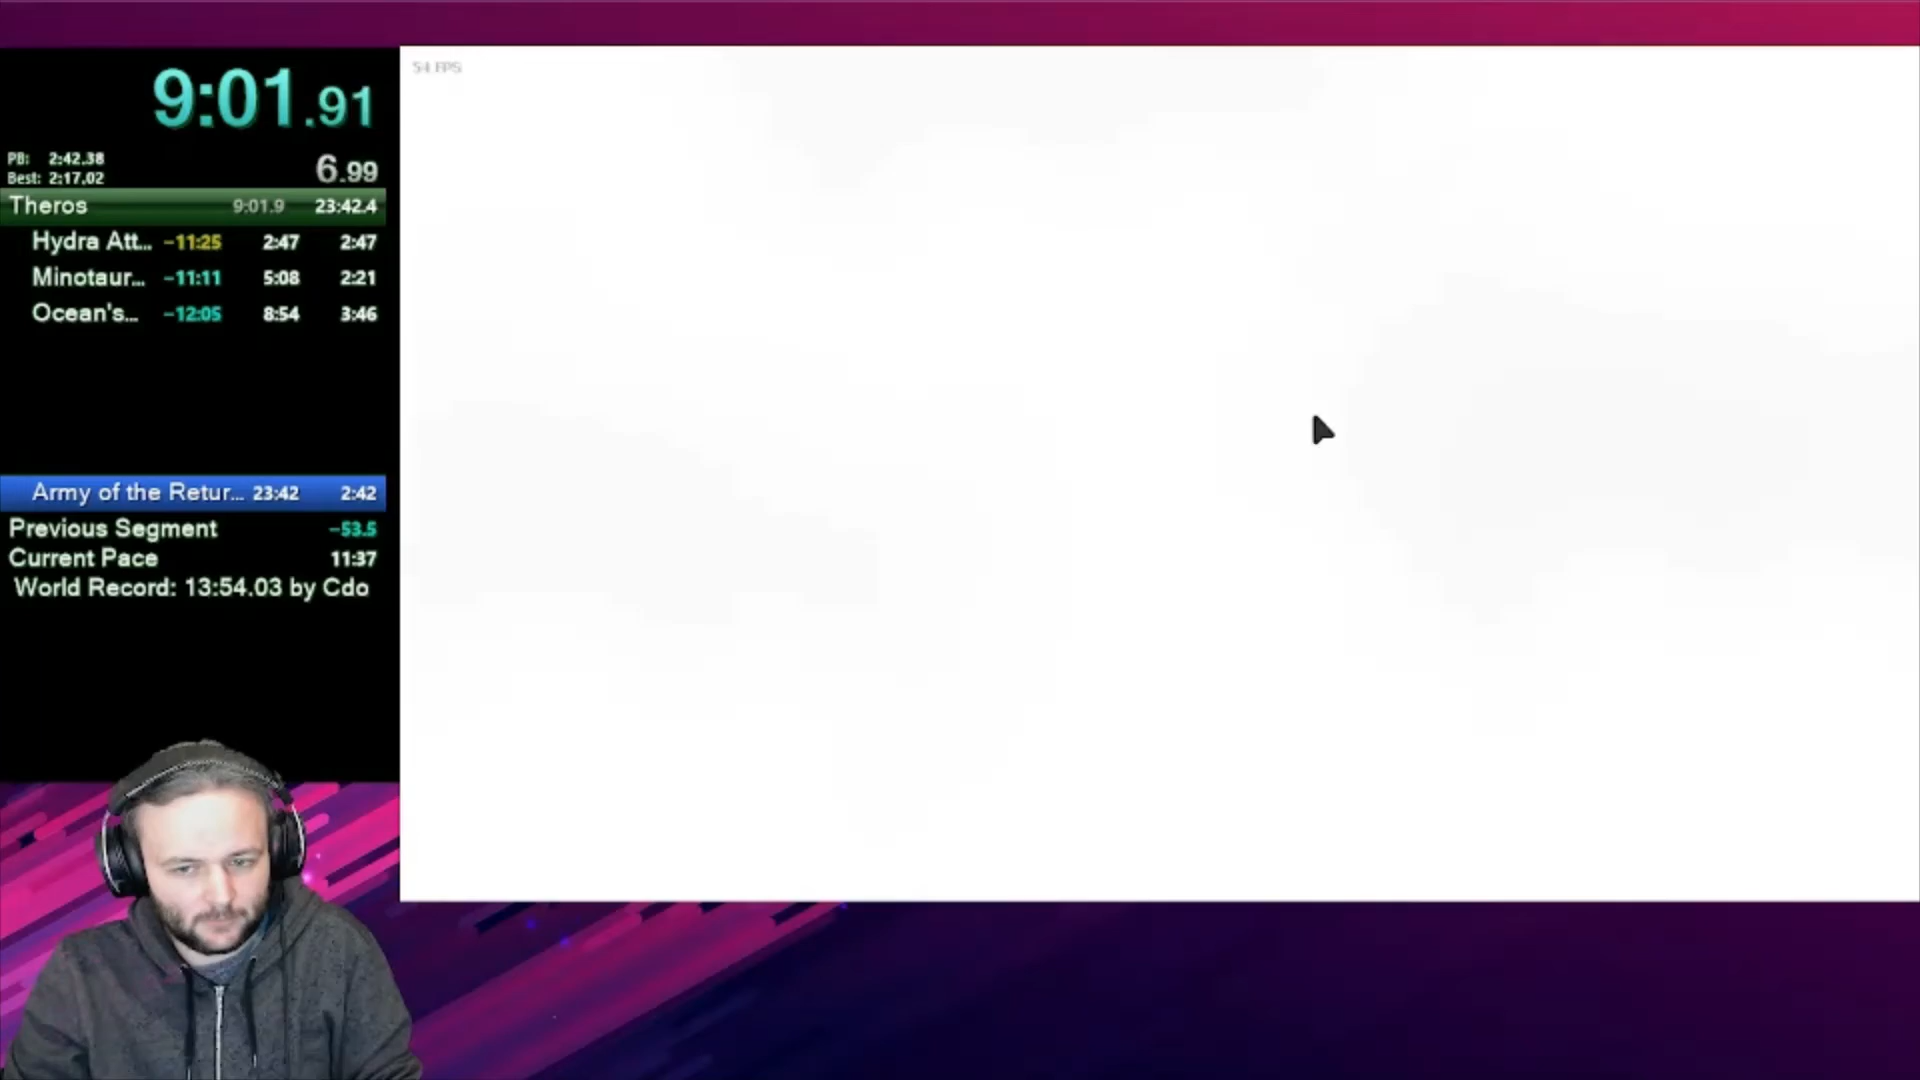 9:01.91
PB: 2:42.38
Best: 2:17.02
6.99
Theros 9:01.9 23:42.4
Hydra Att... -11:25 2:47 2:47
Minotaur... -11:11 5:08 2:21
Ocean's... -12:05 8:54 3:46
Army of the Retur... 23:42 2:42
Previous Segment -53.5
Current Pace 11:37
World Record: 13:54.03 by Cdo
54 FPS